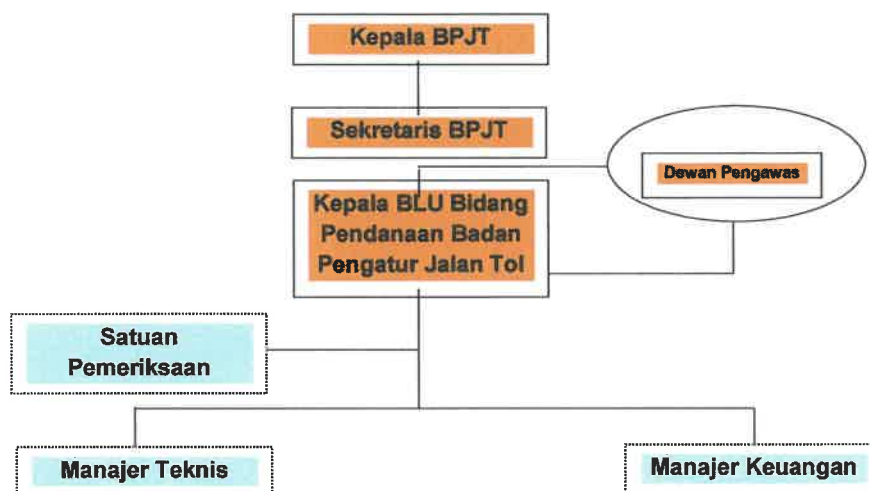 Kepala BPJT
Sekretaris BPJT
Dewan Pengawas
Kepala BLU Bidang
Pendanaan Badan
Pengatur Jalan Tol
Satuan
Pemeriksaan
Manajer Teknis
Manajer Keuangan